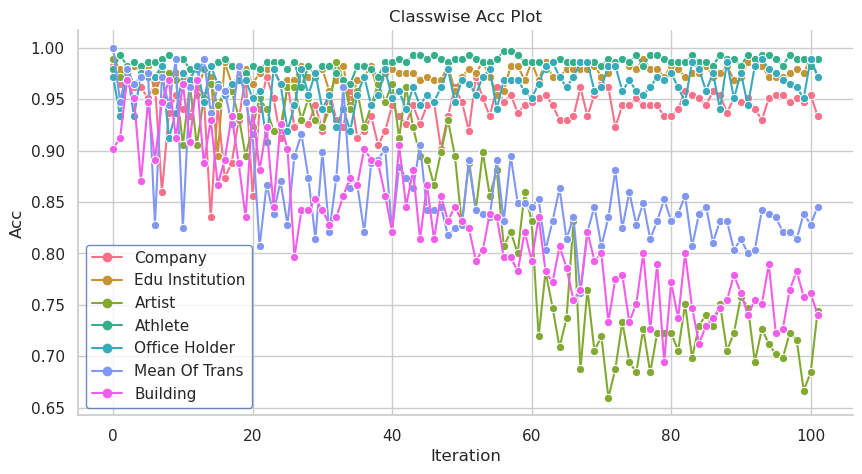 Classwise Acc Plot
1.00
0.95
0.90
0.85
0.80
0.75
0.70
0.65
Acc
Company
Edu Institution
Artist
Athlete
Office Holder
Mean Of Trans
Building
0 20 40 60 80 100
Iteration